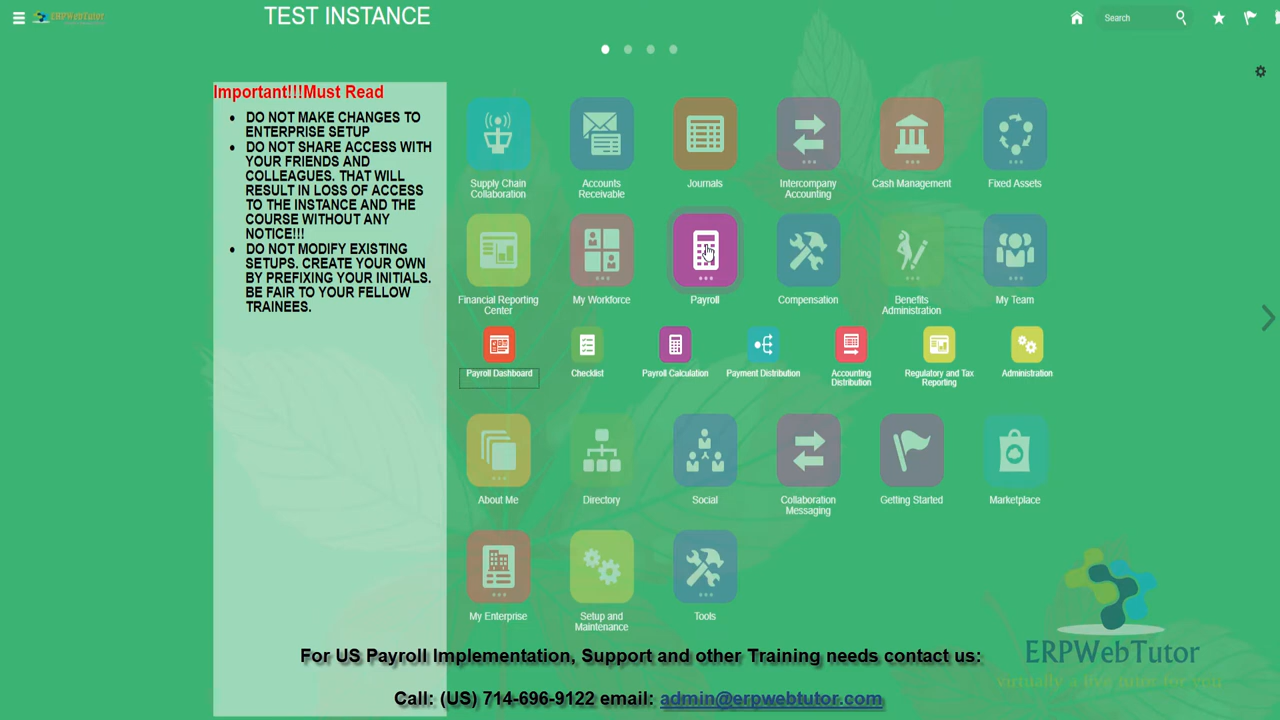 ERPWebTutor
TEST INSTANCE
Search
Important!!!Must Read
• DO NOT MAKE CHANGES TO
ENTERPRISE SETUP
• DO NOT SHARE ACCESS WITH
YOUR FRIENDS AND
COLLEAGUES. THAT WILL
RESULT IN LOSS OF ACCESS
TO THE INSTANCE AND THE
COURSE WITHOUT ANY
NOTICE!!!
• DO NOT MODIFY EXISTING
SETUPS. CREATE YOUR OWN
BY PREFIXING YOUR INITIALS.
BE FAIR TO YOUR FELLOW
TRAINEES.
Supply Chain
Collaboration
Accounts
Receivable
Journals
Intercompany
Accounting
Cash Management
Fixed Assets
Financial Reporting
Center
My Workforce
Payroll
Compensation
Benefits
Administration
My Team
Payroll Dashboard
Checklist
Payroll Calculation
Payment Distribution
Accounting
Distribution
Regulatory and Tax
Reporting
Administration
About Me
Directory
Social
Collaboration
Messaging
Getting Started
Marketplace
My Enterprise
Setup and
Maintenance
Tools
For US Payroll Implementation, Support and other Training needs contact us:
Call: (US) 714-696-9122 email: admin@erpwebtutor.com
ERPWebTutor
virtually a live tutor for you